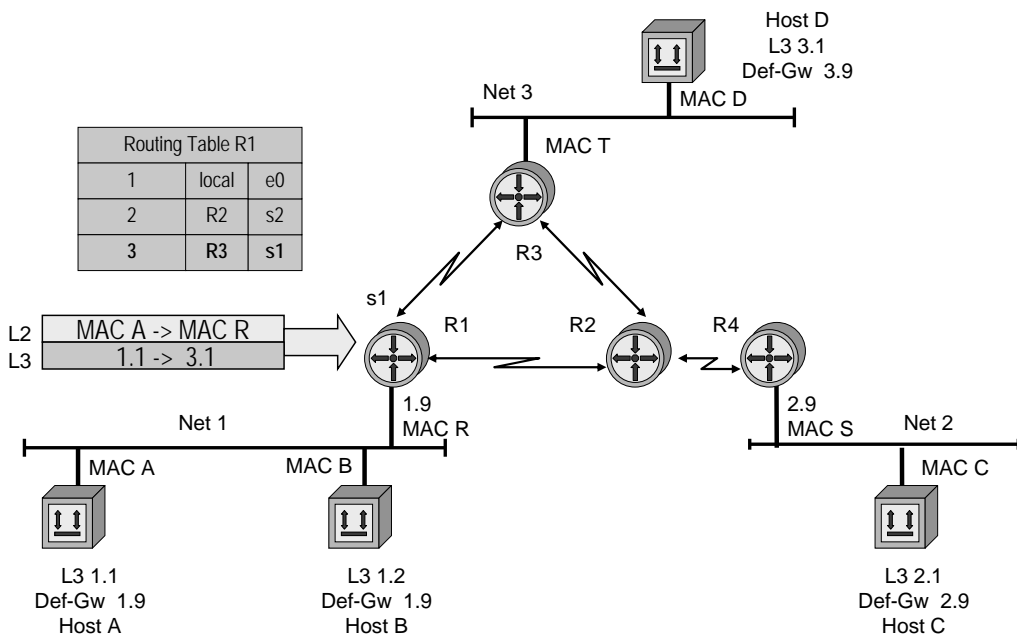 Host D
L3 3.1
Def-Gw 3.9
Net 3
MAC D
MAC T
Routing Table R1
1 local e0
2 R2 s2
3 R3 s1
R3
s1
R1
R2
R4
L2 MAC A -> MAC R
L3 1.1 -> 3.1
1.9
MAC R
2.9
MAC S
Net 1
Net 2
MAC A
MAC B
MAC C
L3 1.1
Def-Gw 1.9
Host A
L3 1.2
Def-Gw 1.9
Host B
L3 2.1
Def-Gw 2.9
Host C